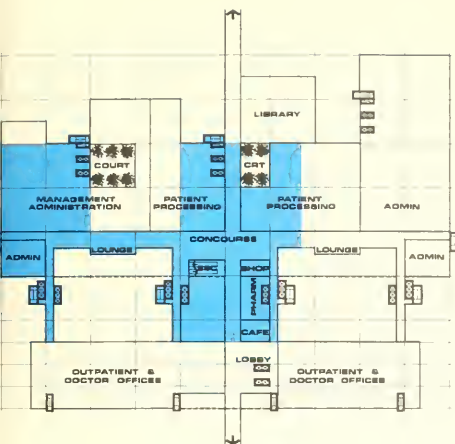 LIBRARY
COURT
CRT
MANAGEMENT
ADMINISTRATION
PATIENT
PROCESSING
PATIENT
PROCESSING
ADMIN
CONCOURSE
ADMIN
LOUNGE
LOUNGE
ADMIN
ESC
SHOP
PHARM
CAFE
LOBBY
OUTPATIENT &
DOCTOR OFFICES
OUTPATIENT &
DOCTOR OFFICES